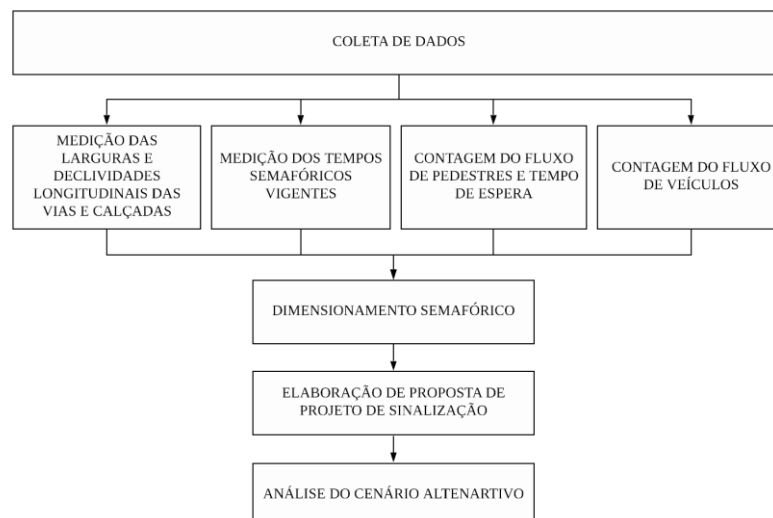 COLETA DE DADOS
MEDIÇÃO DAS
LARGURAS E
DECLIVIDADES
LONGITUDINAIS DAS
VIAS E CALÇADAS
MEDIÇÃO DOS TEMPOS
SEMAFÓRICOS
VIGENTES
CONTAGEM DO FLUXO
DE PEDESTRES E TEMPO
DE ESPERA
CONTAGEM DO FLUXO
DE VEÍCULOS
DIMENSIONAMENTO SEMAFÓRICO
ELABORAÇÃO DE PROPOSTA DE
PROJETO DE SINALIZAÇÃO
ANÁLISE DO CENÁRIO ALTENARTIVO